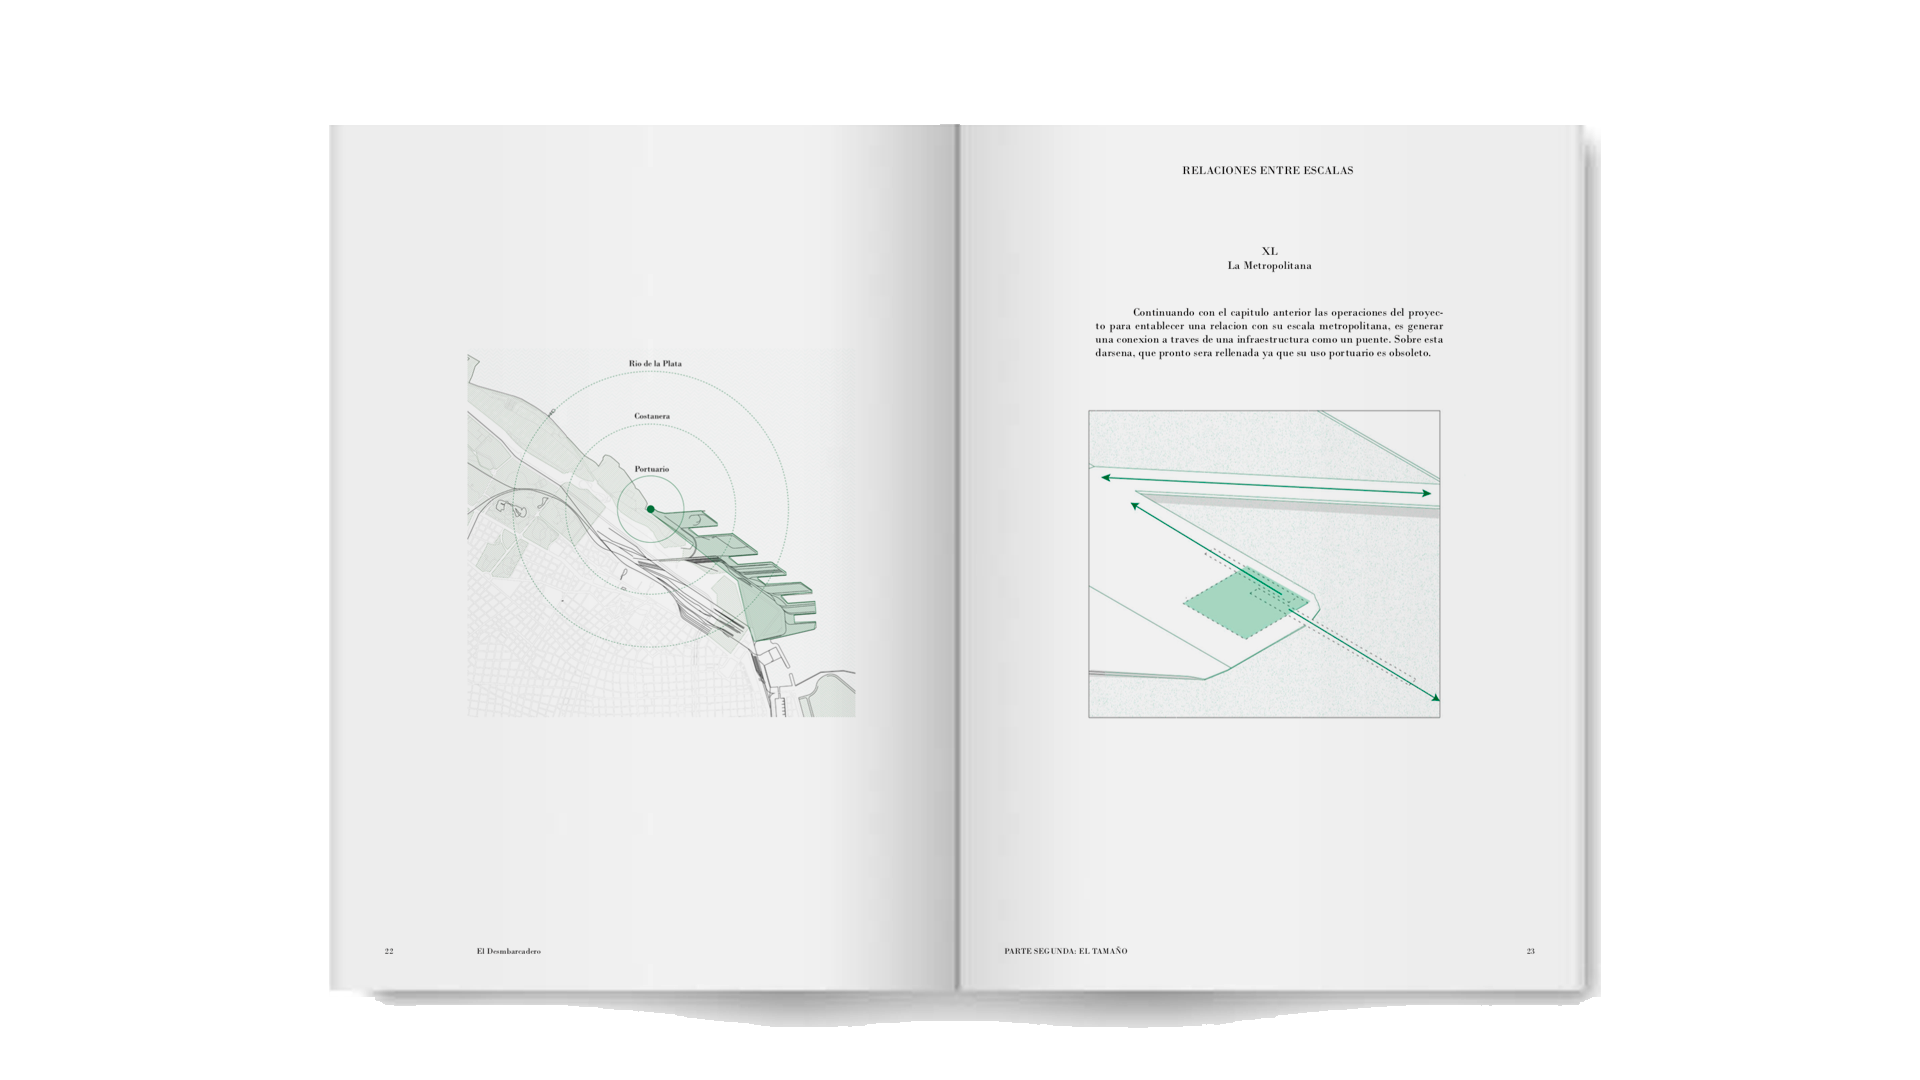 Rio de la Plata
Costanera
Portuario
22
El Desmbarcadero
RELACIONES ENTRE ESCALAS
XL
La Metropolitana
Continuando con el capitulo anterior las operaciones del proyec-
to para entablecer una relacion con su escala metropolitana, es generar
una conexion a traves de una infraestructura como un puente. Sobre esta
darsena, que pronto sera rellenada ya que su uso portuario es obsoleto.
PARTE SEGUNDA: EL TAMAÑO
23